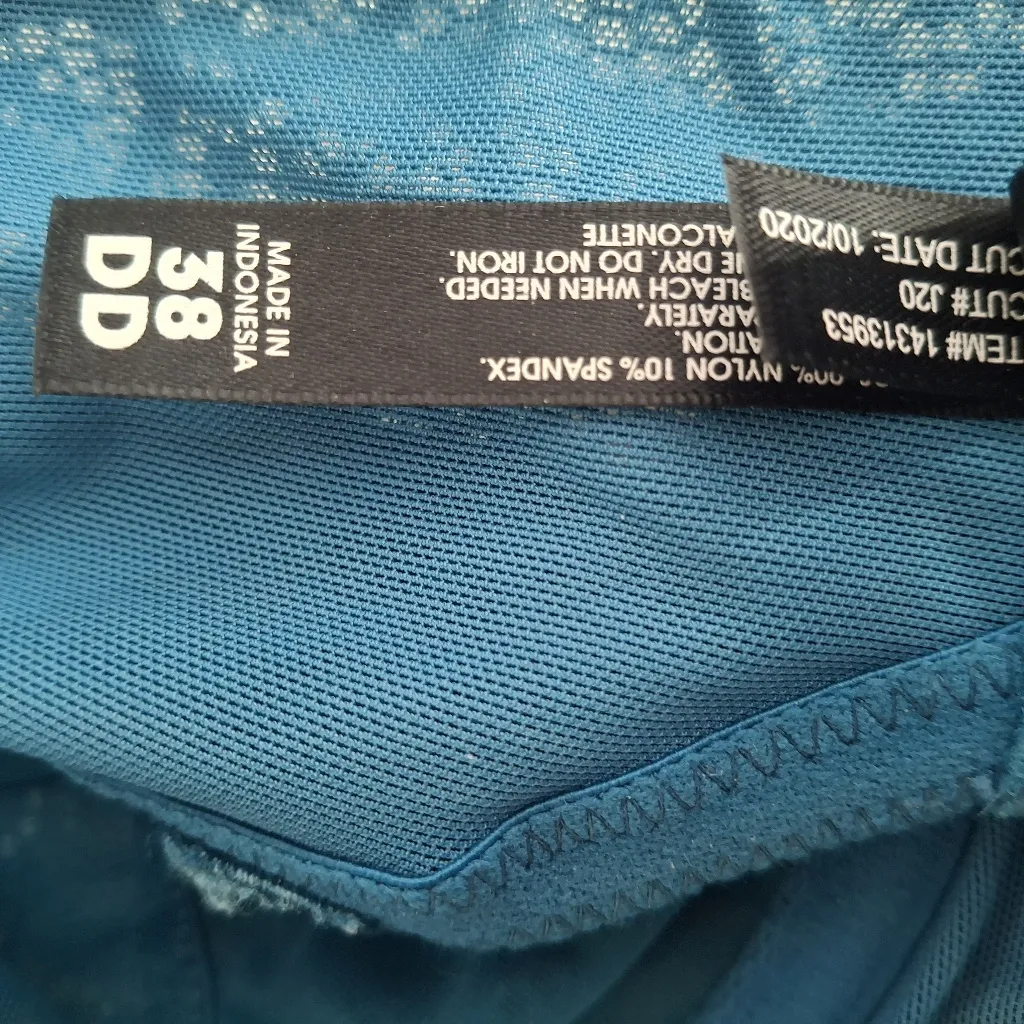 38
DD
MADE IN
INDONESIA
NYLON 10% SPANDEX.
BLEACH WHEN NEEDED.
DRY. DO NOT IRON.
ITEM# 14313953
CUT# J20
CUT DATE: 10/2020